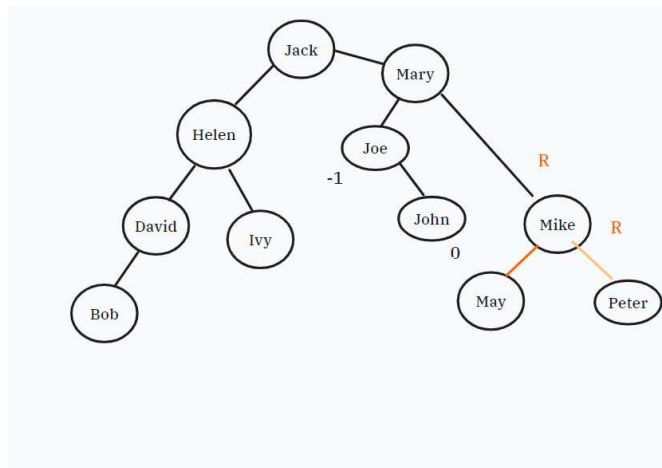 Jack
Mary
Helen
Joe
R
-1
David
Ivy
John
Mike
R
0
Bob
May
Peter